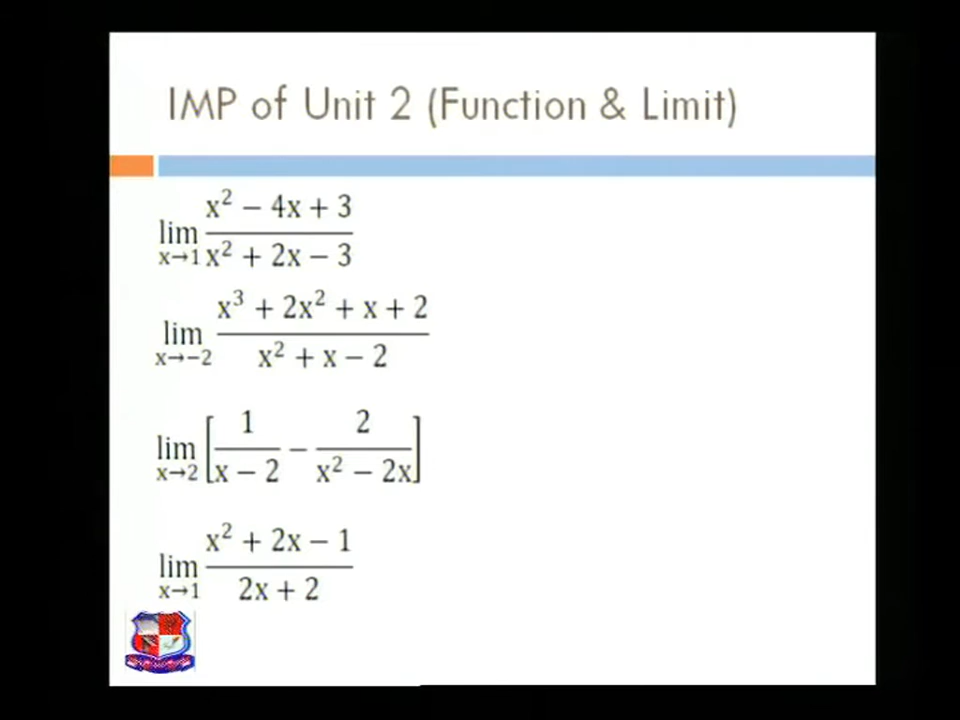 IMP of Unit 2 (Function & Limit)
lim x→1 (x² − 4x + 3)/(x² + 2x − 3)
lim x→−2 (x³ + 2x² + x + 2)/(x² + x − 2)
lim x→2 [1/(x − 2) − 2/(x² − 2x)]
lim x→1 (x² + 2x − 1)/(2x + 2)